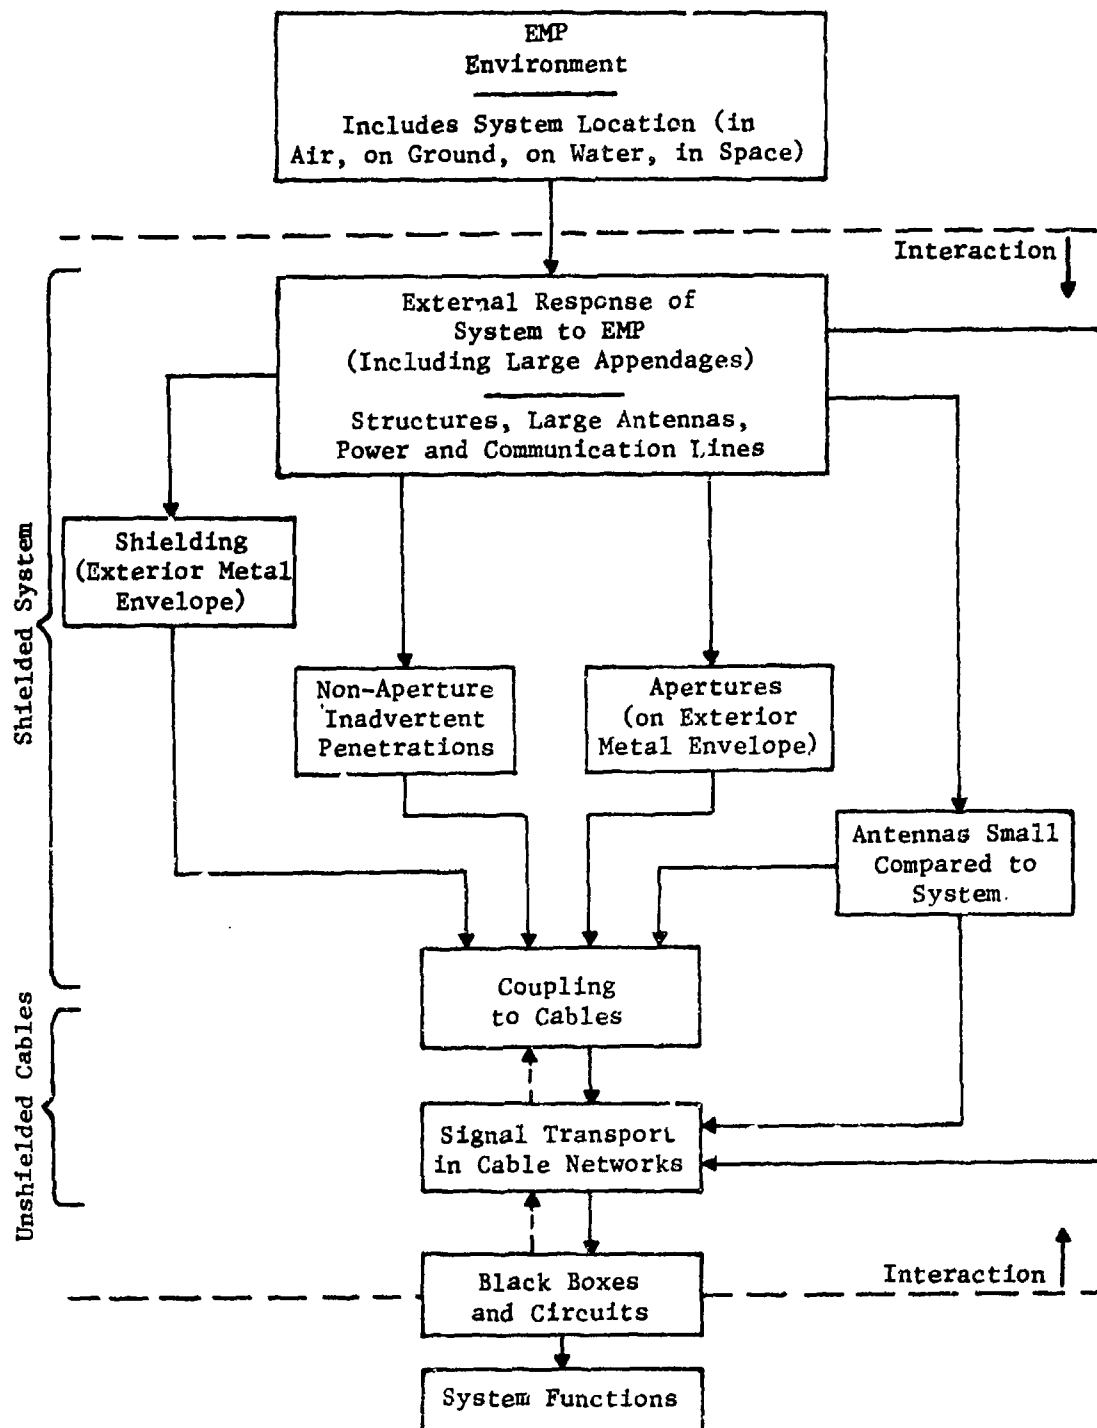 EMP
Environment
Includes System Location (in
Air, on Ground, on Water, in Space)
Interaction
External Response of
System to EMP
(Including Large Appendages)
Structures, Large Antennas,
Power and Communication Lines
Shielded System
Shielding
(Exterior Metal
Envelope)
Non-Aperture
Inadvertent
Penetrations
Apertures
(on Exterior
Metal Envelope)
Antennas Small
Compared to
System
Coupling
to Cables
Unshielded Cables
Signal Transport
in Cable Networks
Interaction
Black Boxes
and Circuits
System Functions